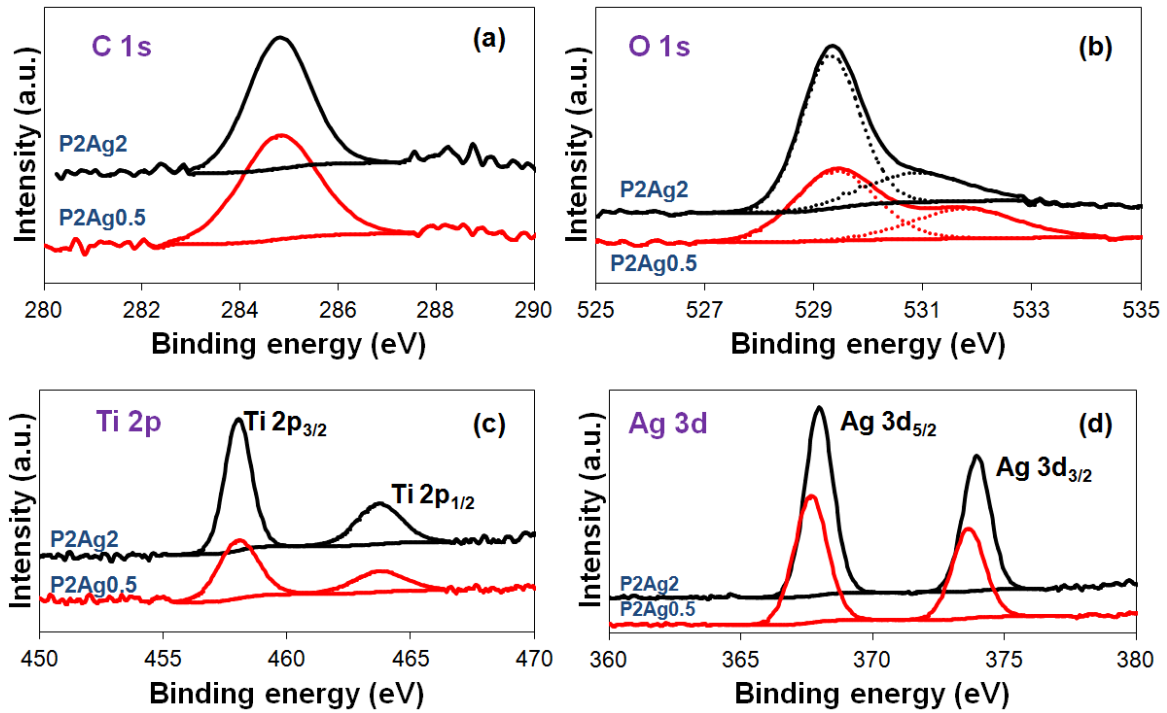 C 1s
(a)
P2Ag2
P2Ag0.5
Intensity (a.u.)
280 282 284 286 288 290
Binding energy (eV)
O 1s
(b)
P2Ag2
P2Ag0.5
Intensity (a.u.)
525 527 529 531 533 535
Binding energy (eV)
Ti 2p
(c)
Ti 2p3/2
Ti 2p1/2
P2Ag2
P2Ag0.5
Intensity (a.u.)
450 455 460 465 470
Binding energy (eV)
Ag 3d
(d)
Ag 3d5/2
Ag 3d3/2
P2Ag2
P2Ag0.5
Intensity (a.u.)
360 365 370 375 380
Binding energy (eV)